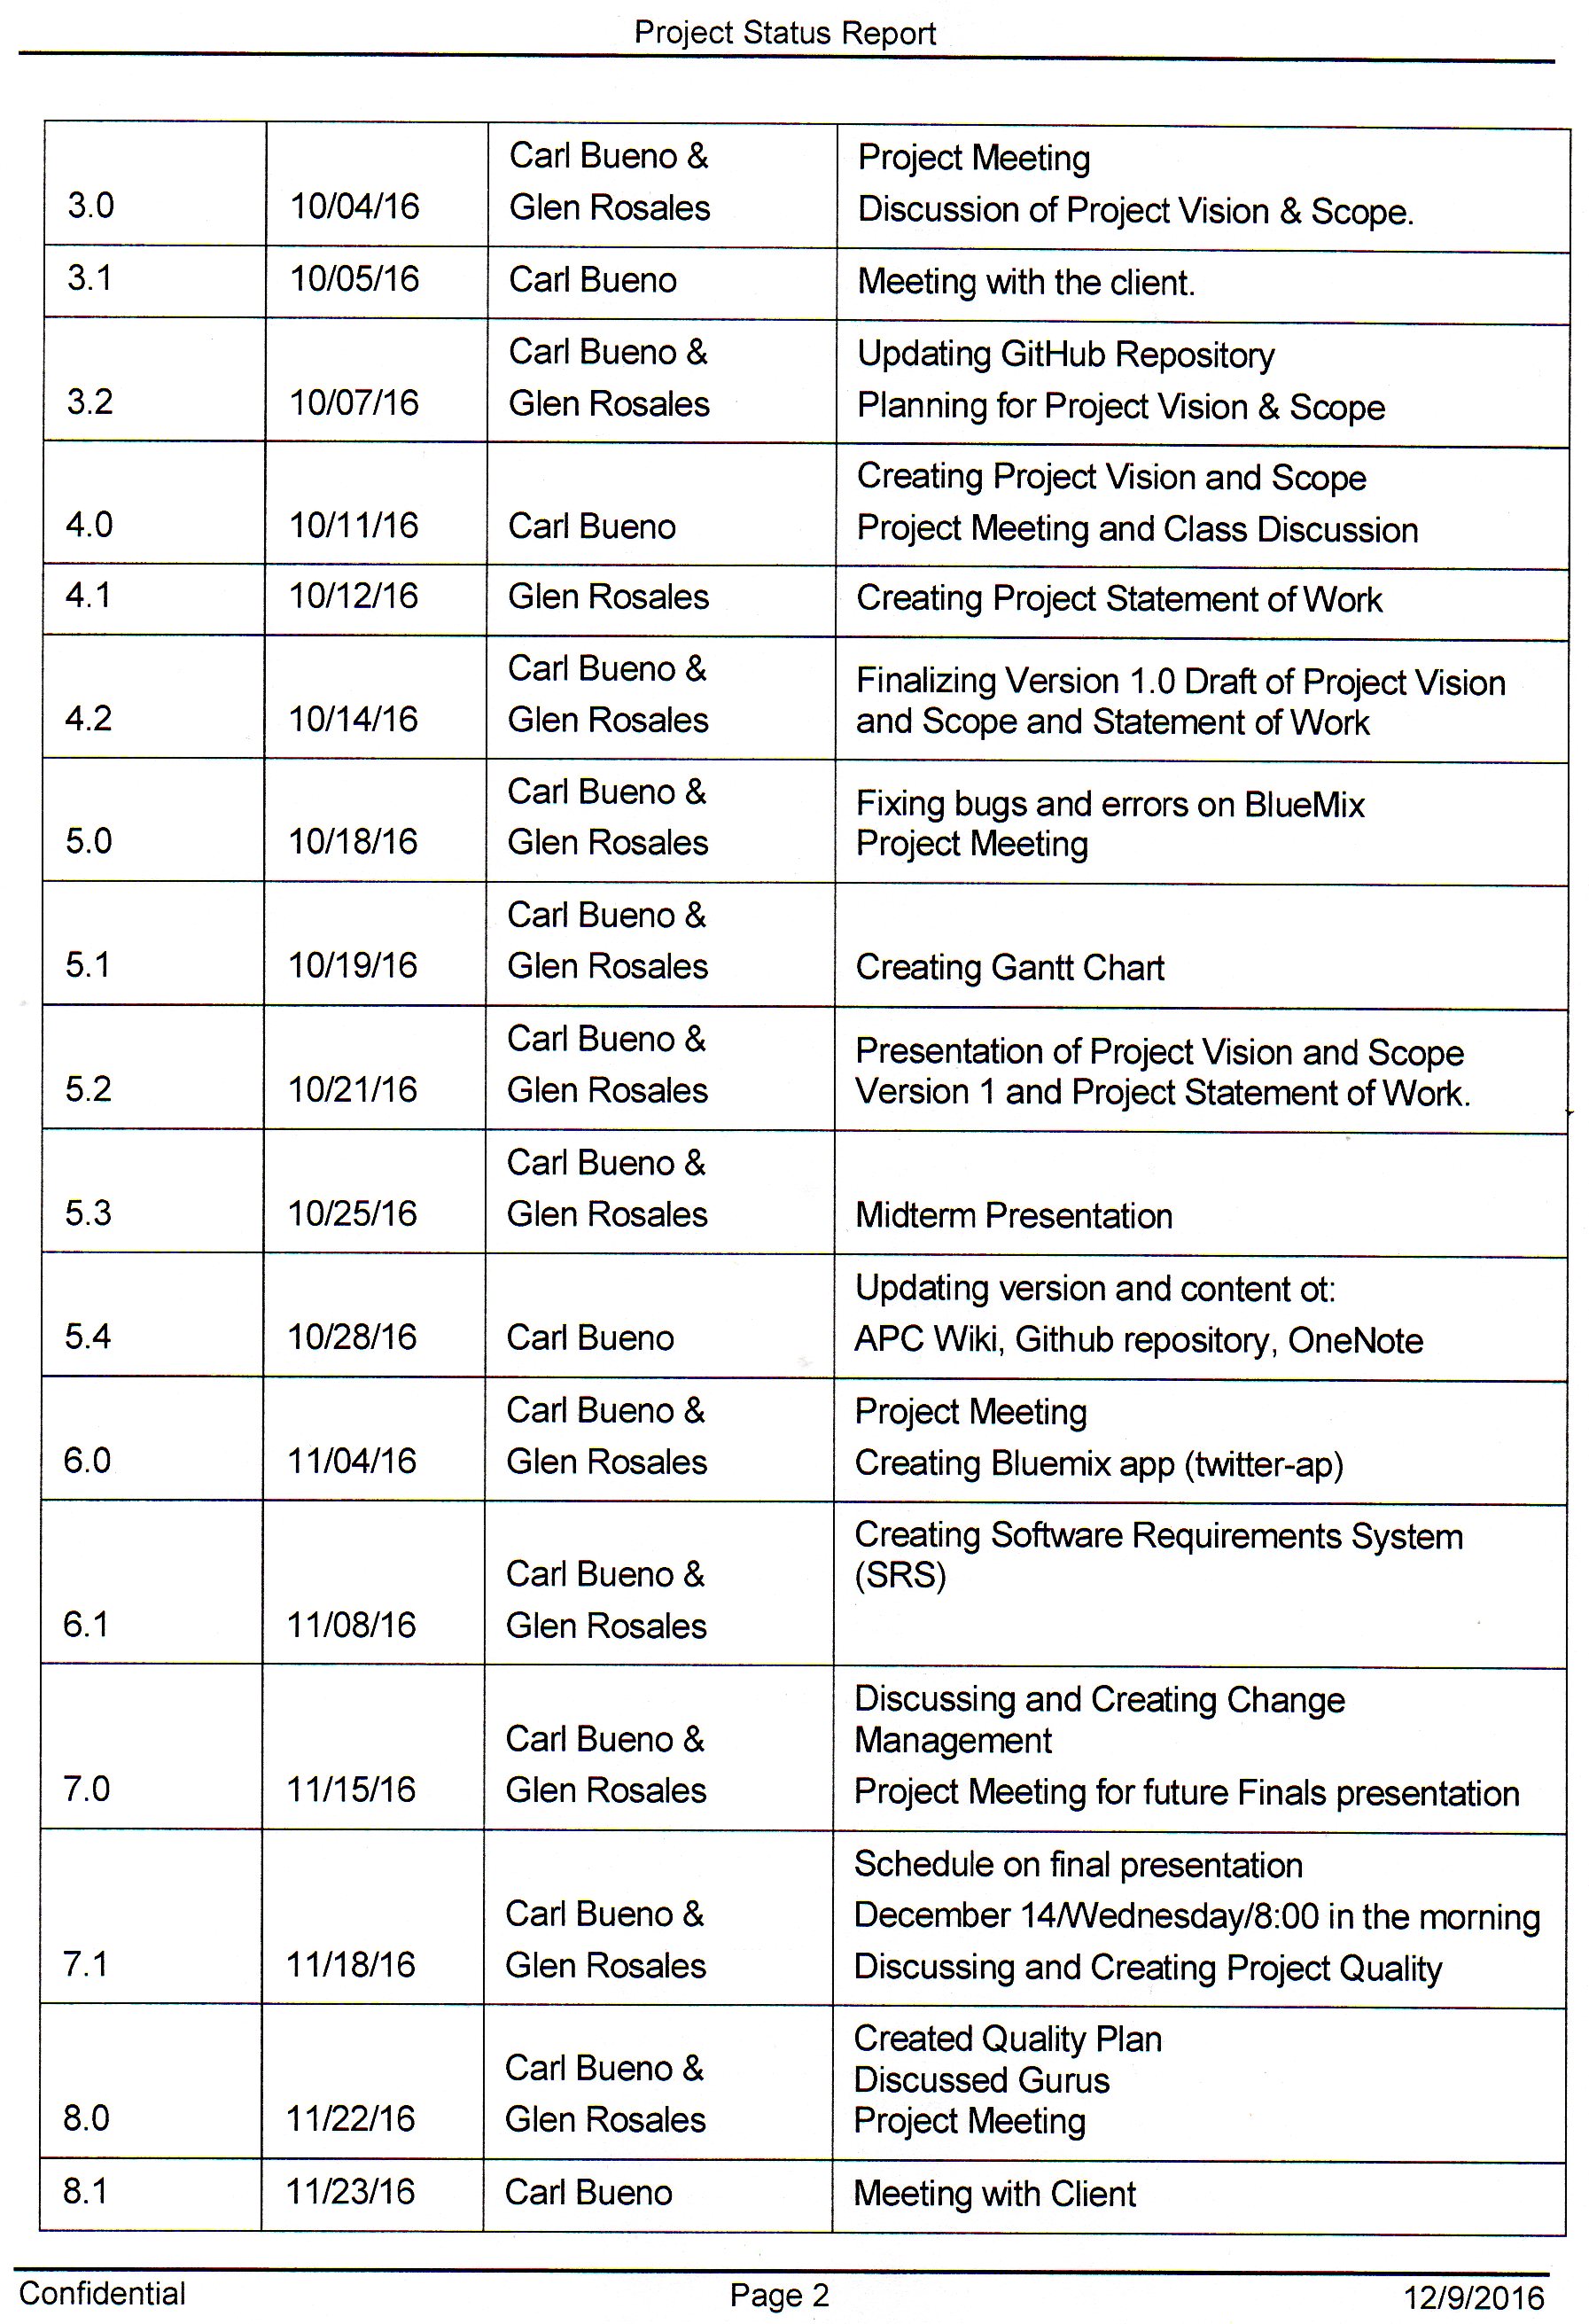 Project Status Report
3.0 10/04/16 Carl Bueno & Glen Rosales Project Meeting
Discussion of Project Vision & Scope.
3.1 10/05/16 Carl Bueno Meeting with the client.
3.2 10/07/16 Carl Bueno & Glen Rosales Updating GitHub Repository
Planning for Project Vision & Scope
4.0 10/11/16 Carl Bueno Creating Project Vision and Scope
Project Meeting and Class Discussion
4.1 10/12/16 Glen Rosales Creating Project Statement of Work
4.2 10/14/16 Carl Bueno & Glen Rosales Finalizing Version 1.0 Draft of Project Vision
and Scope and Statement of Work
5.0 10/18/16 Carl Bueno & Glen Rosales Fixing bugs and errors on BlueMix
Project Meeting
5.1 10/19/16 Carl Bueno & Glen Rosales Creating Gantt Chart
5.2 10/21/16 Carl Bueno & Glen Rosales Presentation of Project Vision and Scope
Version 1 and Project Statement of Work.
5.3 10/25/16 Carl Bueno & Glen Rosales Midterm Presentation
5.4 10/28/16 Carl Bueno Updating version and content ot:
APC Wiki, Github repository, OneNote
6.0 11/04/16 Carl Bueno & Glen Rosales Project Meeting
Creating Bluemix app (twitter-ap)
6.1 11/08/16 Carl Bueno & Glen Rosales Creating Software Requirements System
(SRS)
7.0 11/15/16 Carl Bueno & Glen Rosales Discussing and Creating Change
Management
Project Meeting for future Finals presentation
7.1 11/18/16 Carl Bueno & Glen Rosales Schedule on final presentation
December 14/Wednesday/8:00 in the morning
Discussing and Creating Project Quality
8.0 11/22/16 Carl Bueno & Glen Rosales Created Quality Plan
Discussed Gurus
Project Meeting
8.1 11/23/16 Carl Bueno Meeting with Client
Confidential Page 2 12/9/2016